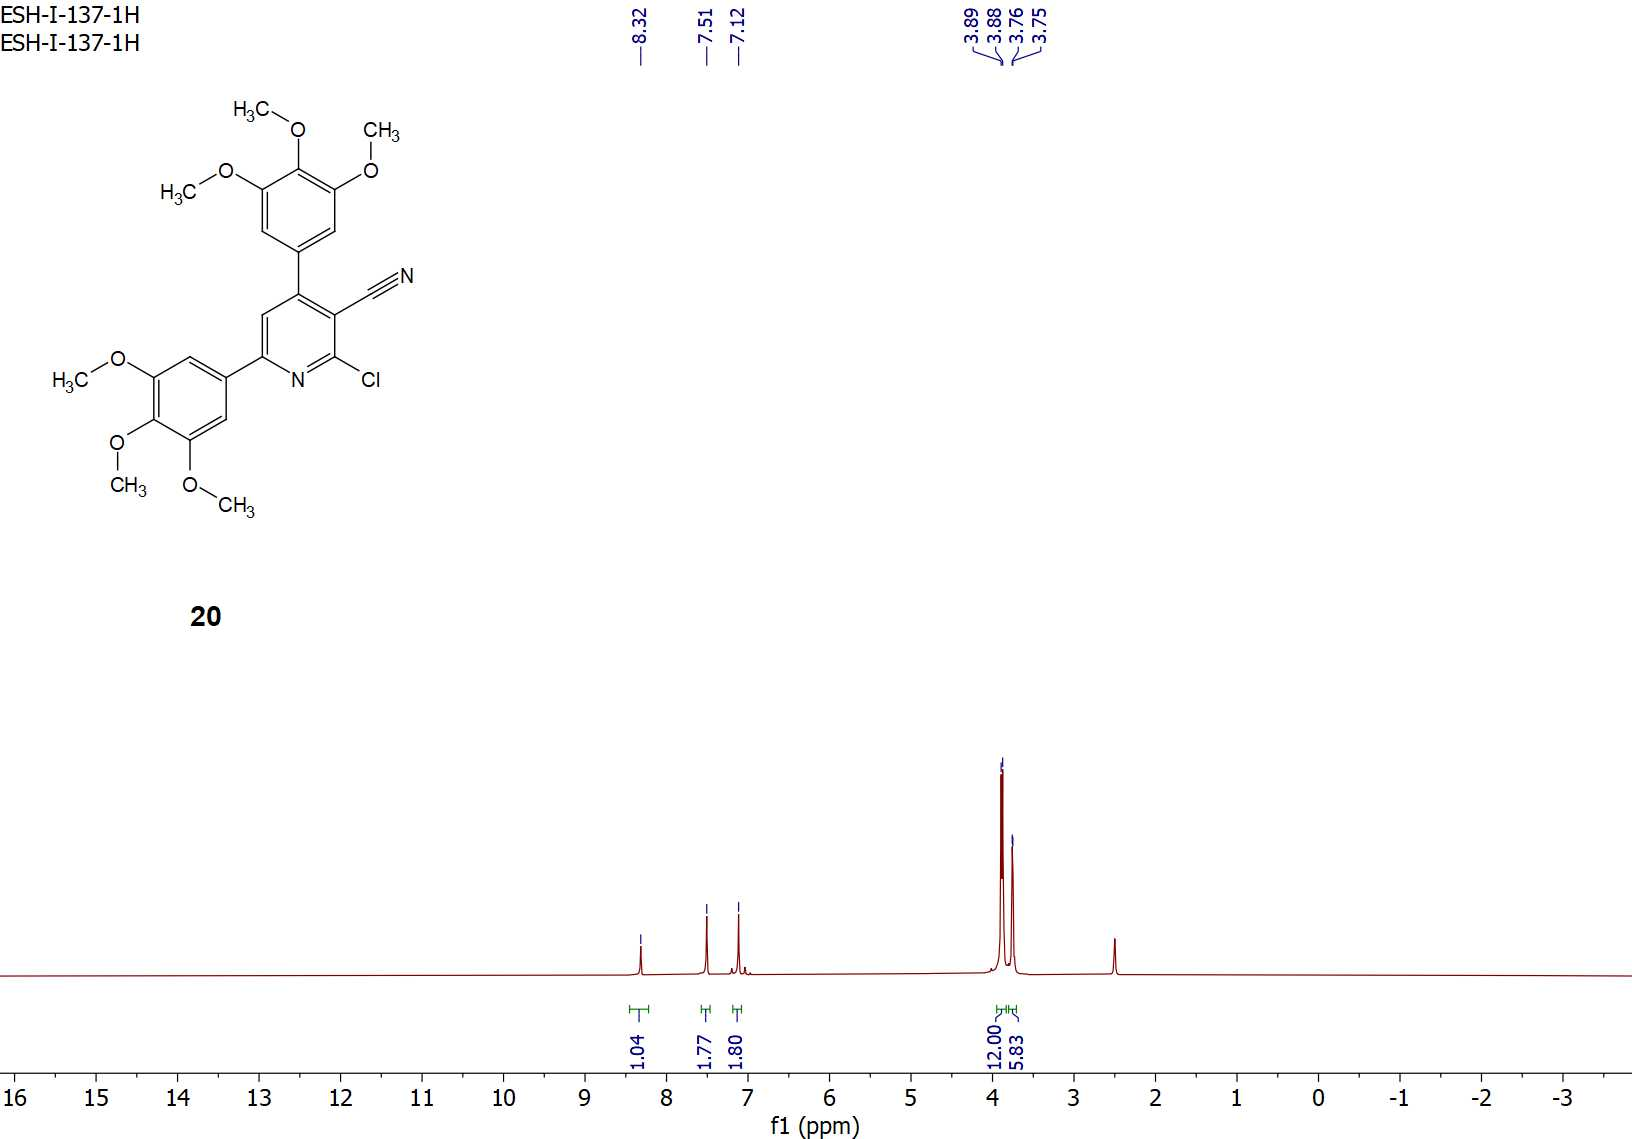 ESH-I-137-1H
ESH-I-137-1H
8.32
7.51
7.12
3.89
3.88
3.76
3.75
H3C
O
CH3
O
O
H3C
N
O
H3C
N
Cl
O
O
CH3
CH3
20
1.04
1.77
1.80
12.00
5.83
16 15 14 13 12 11 10 9 8 7 6 5 4 3 2 1 0 -1 -2 -3
f1 (ppm)